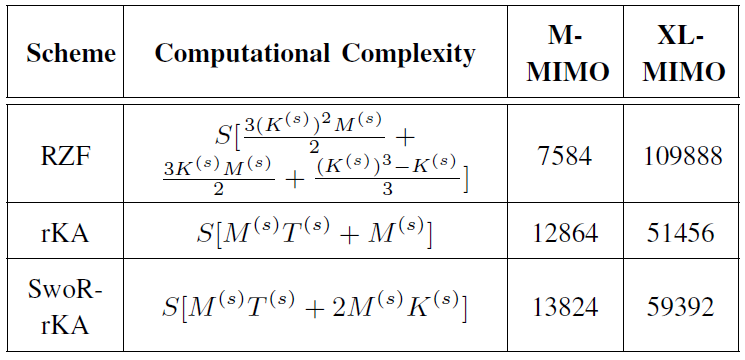 Scheme Computational Complexity M-MIMO XL-MIMO
RZF S[\frac{3(K^{(s)})^2 M^{(s)}}{2} + 7584 109888
\frac{3K^{(s)}M^{(s)}}{2} + \frac{(K^{(s)})^3-K^{(s)}}{3}]
rKA S[M^{(s)}T^{(s)} + M^{(s)}] 12864 51456
SwoR-rKA S[M^{(s)}T^{(s)} + 2M^{(s)}K^{(s)}] 13824 59392